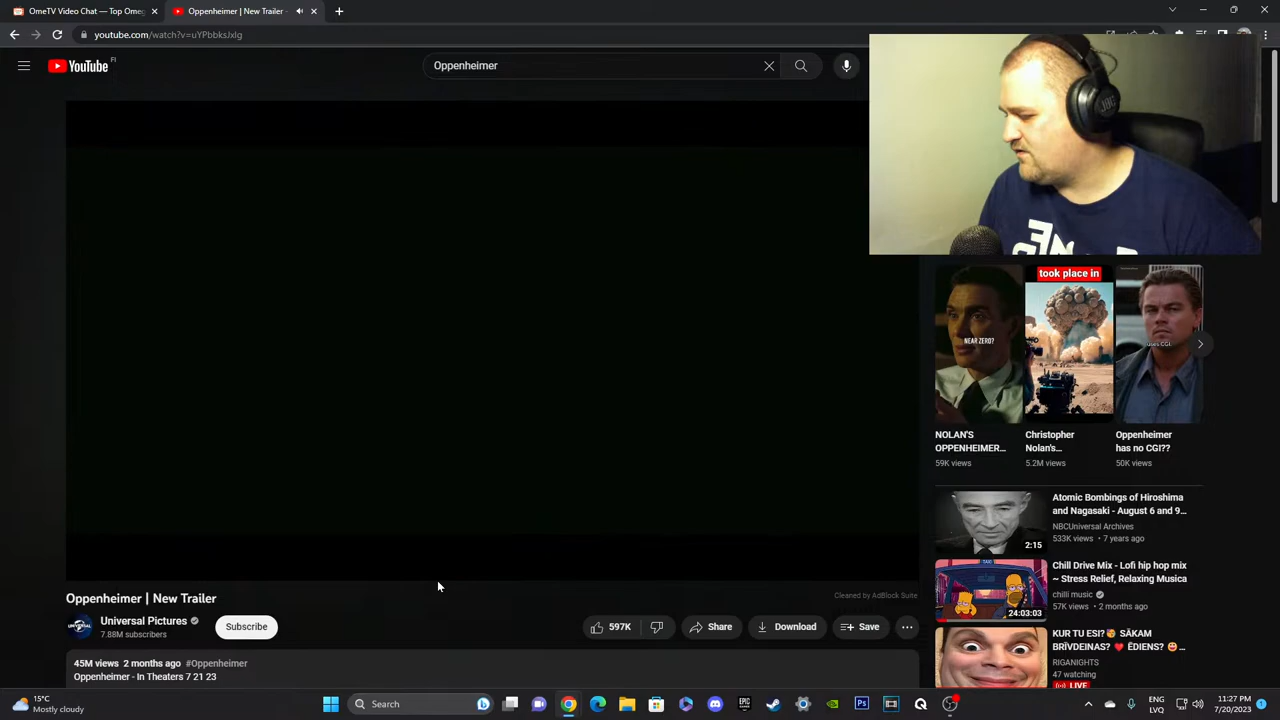 OmeTV Video Chat — Top Omeg
Oppenheimer | New Trailer -
youtube.com/watch?v=uYPbbksJxIg
YouTube FI
Oppenheimer
JBL
took place in
NEAR ZERO?
uses CGI.
NOLAN'S
OPPENHEIMER…
59K views
Christopher
Nolan's…
5.2M views
Oppenheimer
has no CGI??
50K views
Atomic Bombings of Hiroshima
and Nagasaki - August 6 and 9…
NBCUniversal Archives
533K views • 7 years ago
2:15
TAXI
Chill Drive Mix - Lofi hip hop mix
~ Stress Relief, Relaxing Musica
chilli music
57K views • 2 months ago
24:03:03
KUR TU ESI? SĀKAM
BRĪVDEINAS? ĒDIENS?
RIGANIGHTS
47 watching
LIVE
Cleaned by AdBlock Suite
Oppenheimer | New Trailer
Universal Pictures
7.88M subscribers
Subscribe
597K
Share
Download
Save
45M views 2 months ago #Oppenheimer
Oppenheimer - In Theaters 7 21 23
15°C
Mostly cloudy
Search
ENG
LVQ
11:27 PM
7/20/2023